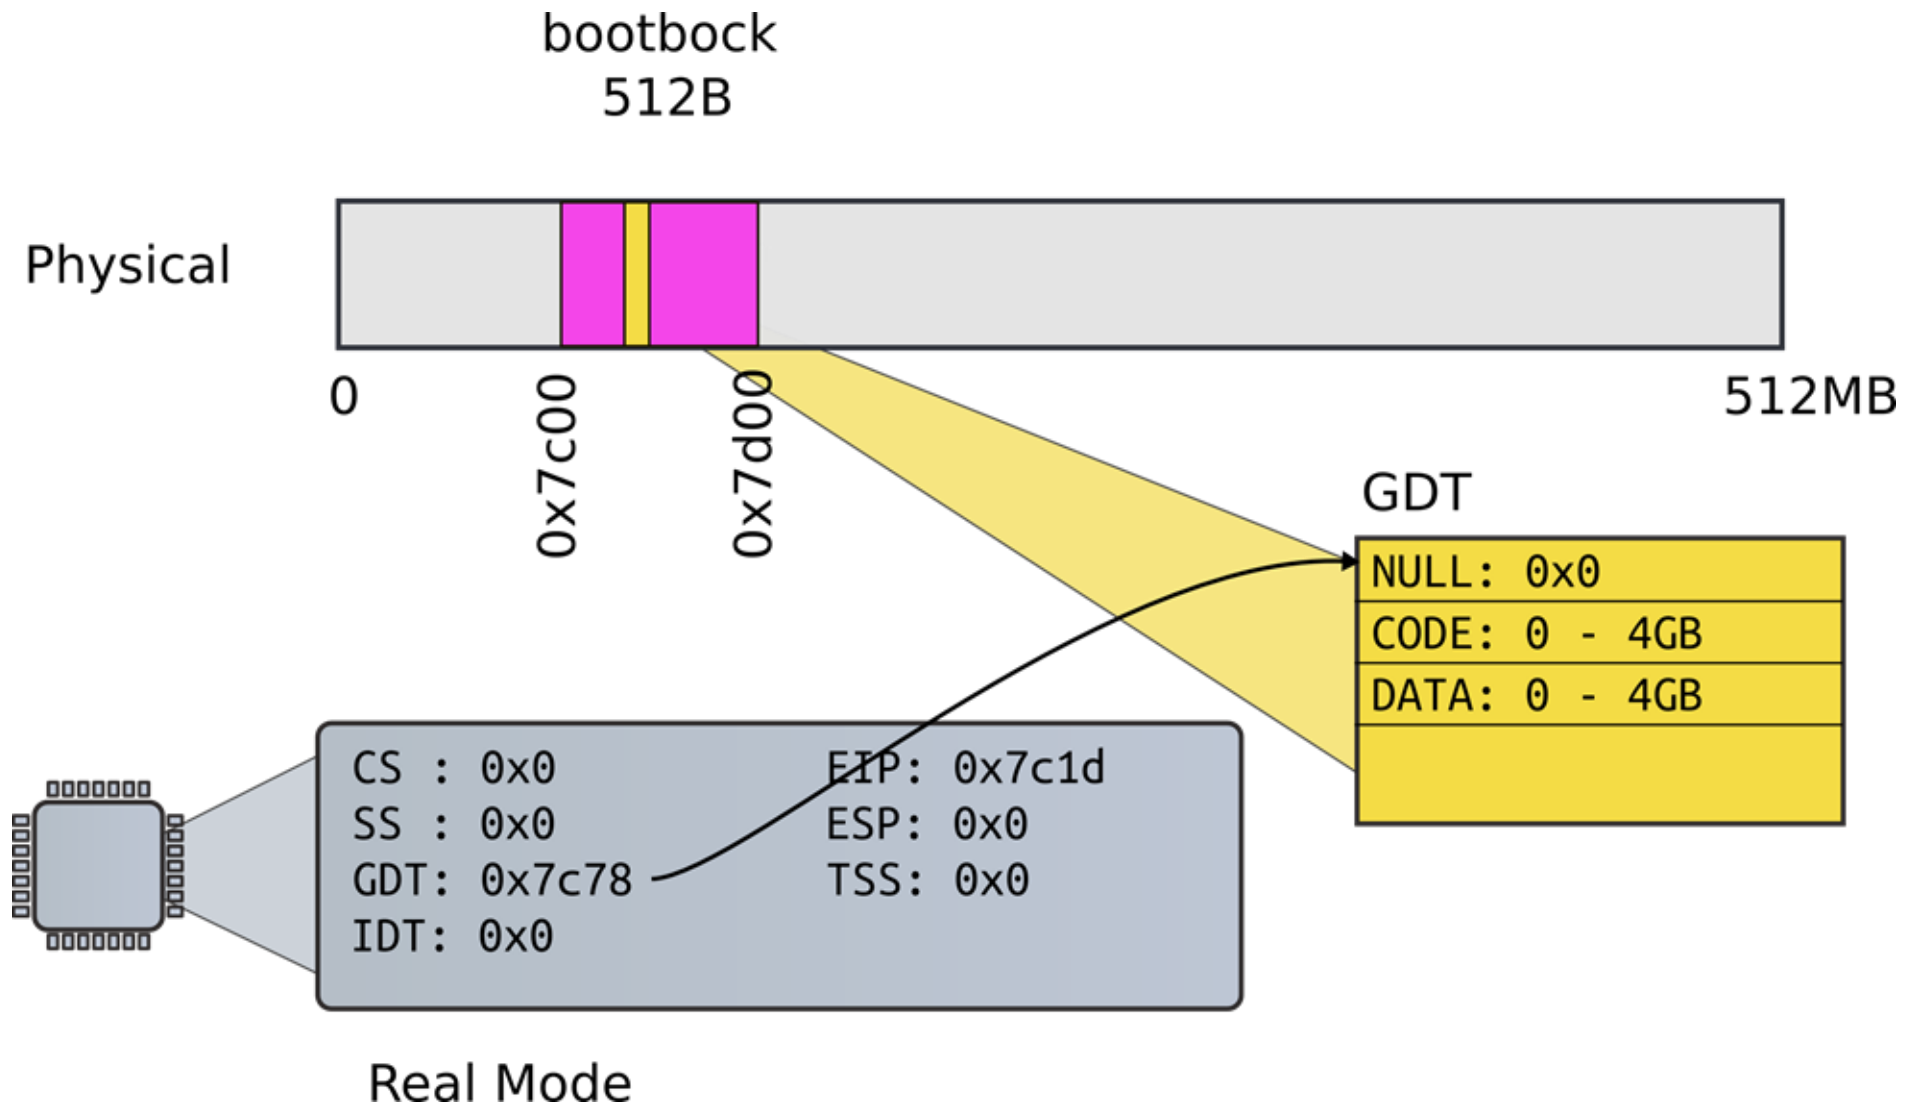 bootbock
512B
Physical
0
0x7c00
0x7d00
512MB
GDT
NULL: 0x0
CODE: 0 - 4GB
DATA: 0 - 4GB
CS : 0x0
SS : 0x0
GDT: 0x7c78
IDT: 0x0
EIP: 0x7c1d
ESP: 0x0
TSS: 0x0
Real Mode